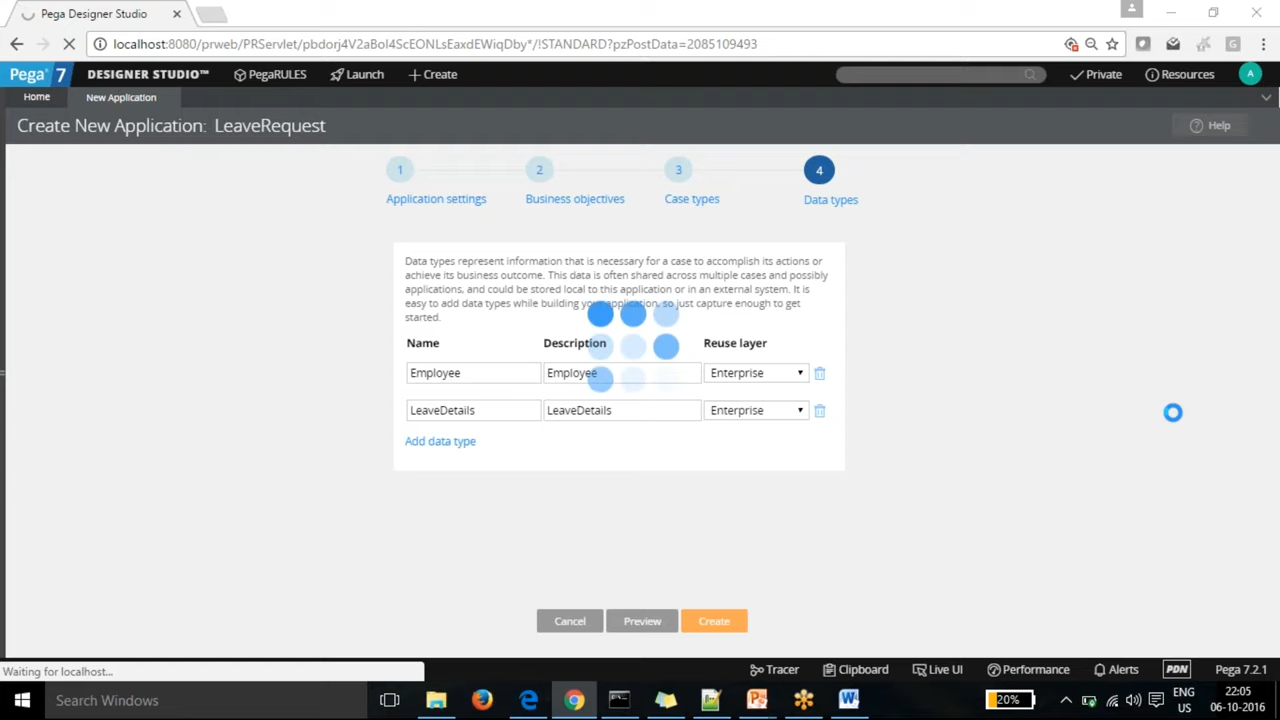 Pega Designer Studio
localhost:8080/prweb/PRServlet/pbdorj4V2aBoI4ScEONLsEaxdEWiqDby*/!STANDARD?pzPostData=2085109493
Pega 7 DESIGNER STUDIO™ PegaRULES Launch Create Private Resources A
Home New Application
Create New Application: LeaveRequest Help
1 2 3 4
Application settings Business objectives Case types Data types
Data types represent information that is necessary for a case to accomplish its actions or
achieve its business outcome. This data is often shared across multiple cases and possibly
applications, and could be stored local to this application or in an external system. It is
easy to add data types while building your application, so just capture enough to get
started.
Name Description Reuse layer
Employee Employee Enterprise
LeaveDetails LeaveDetails Enterprise
Add data type
Cancel Preview Create
Waiting for localhost...
Tracer Clipboard Live UI Performance Alerts PDN Pega 7.2.1
Search Windows 20% ENG 22:05
US 06-10-2016